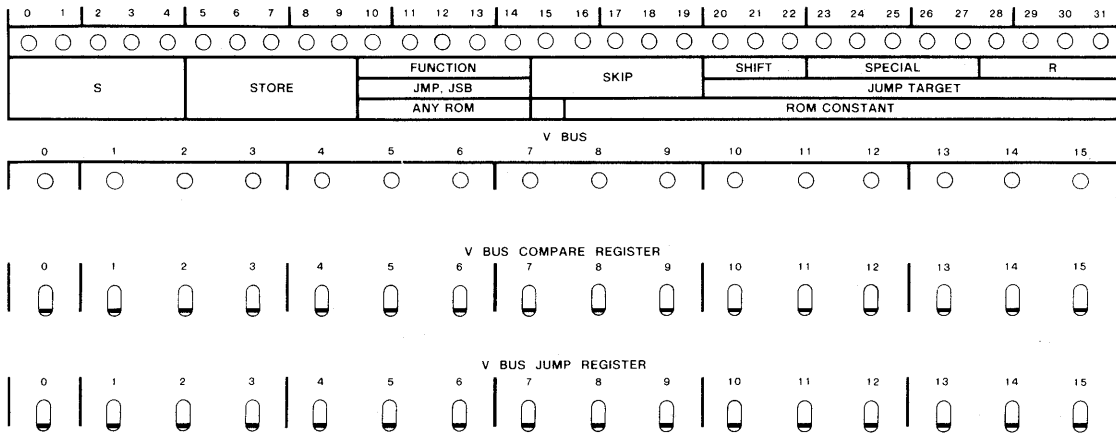 0 1 2 3 4 5 6 7 8 9 10 11 12 13 14 15 16 17 18 19 20 21 22 23 24 25 26 27 28 29 30 31
FUNCTION SHIFT SPECIAL R
S STORE JMP, JSB SKIP JUMP TARGET
ANY ROM ROM CONSTANT
V BUS
0 1 2 3 4 5 6 7 8 9 10 11 12 13 14 15
V BUS COMPARE REGISTER
0 1 2 3 4 5 6 7 8 9 10 11 12 13 14 15
V BUS JUMP REGISTER
0 1 2 3 4 5 6 7 8 9 10 11 12 13 14 15